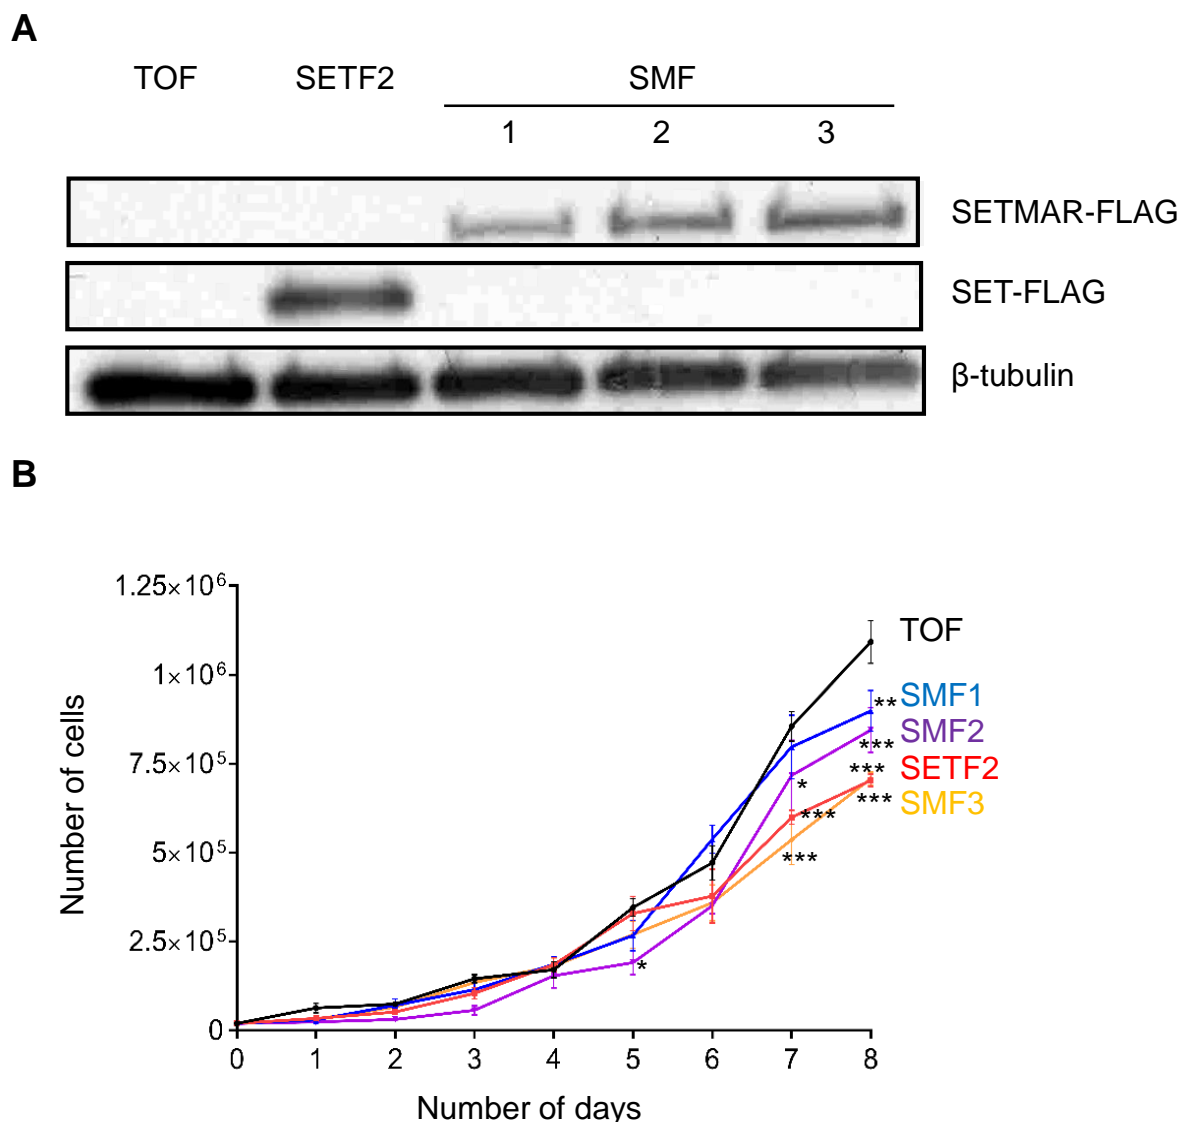 A
TOF SETF2 SMF
1 2 3
SETMAR-FLAG
SET-FLAG
β-tubulin
B
1.25×10⁶
1×10⁶
7.5×10⁵
5×10⁵
2.5×10⁵
0
Number of cells
TOF
SMF1
**
SMF2
***
***
SETF2
***
SMF3
*
***
***
*
0 1 2 3 4 5 6 7 8
Number of days